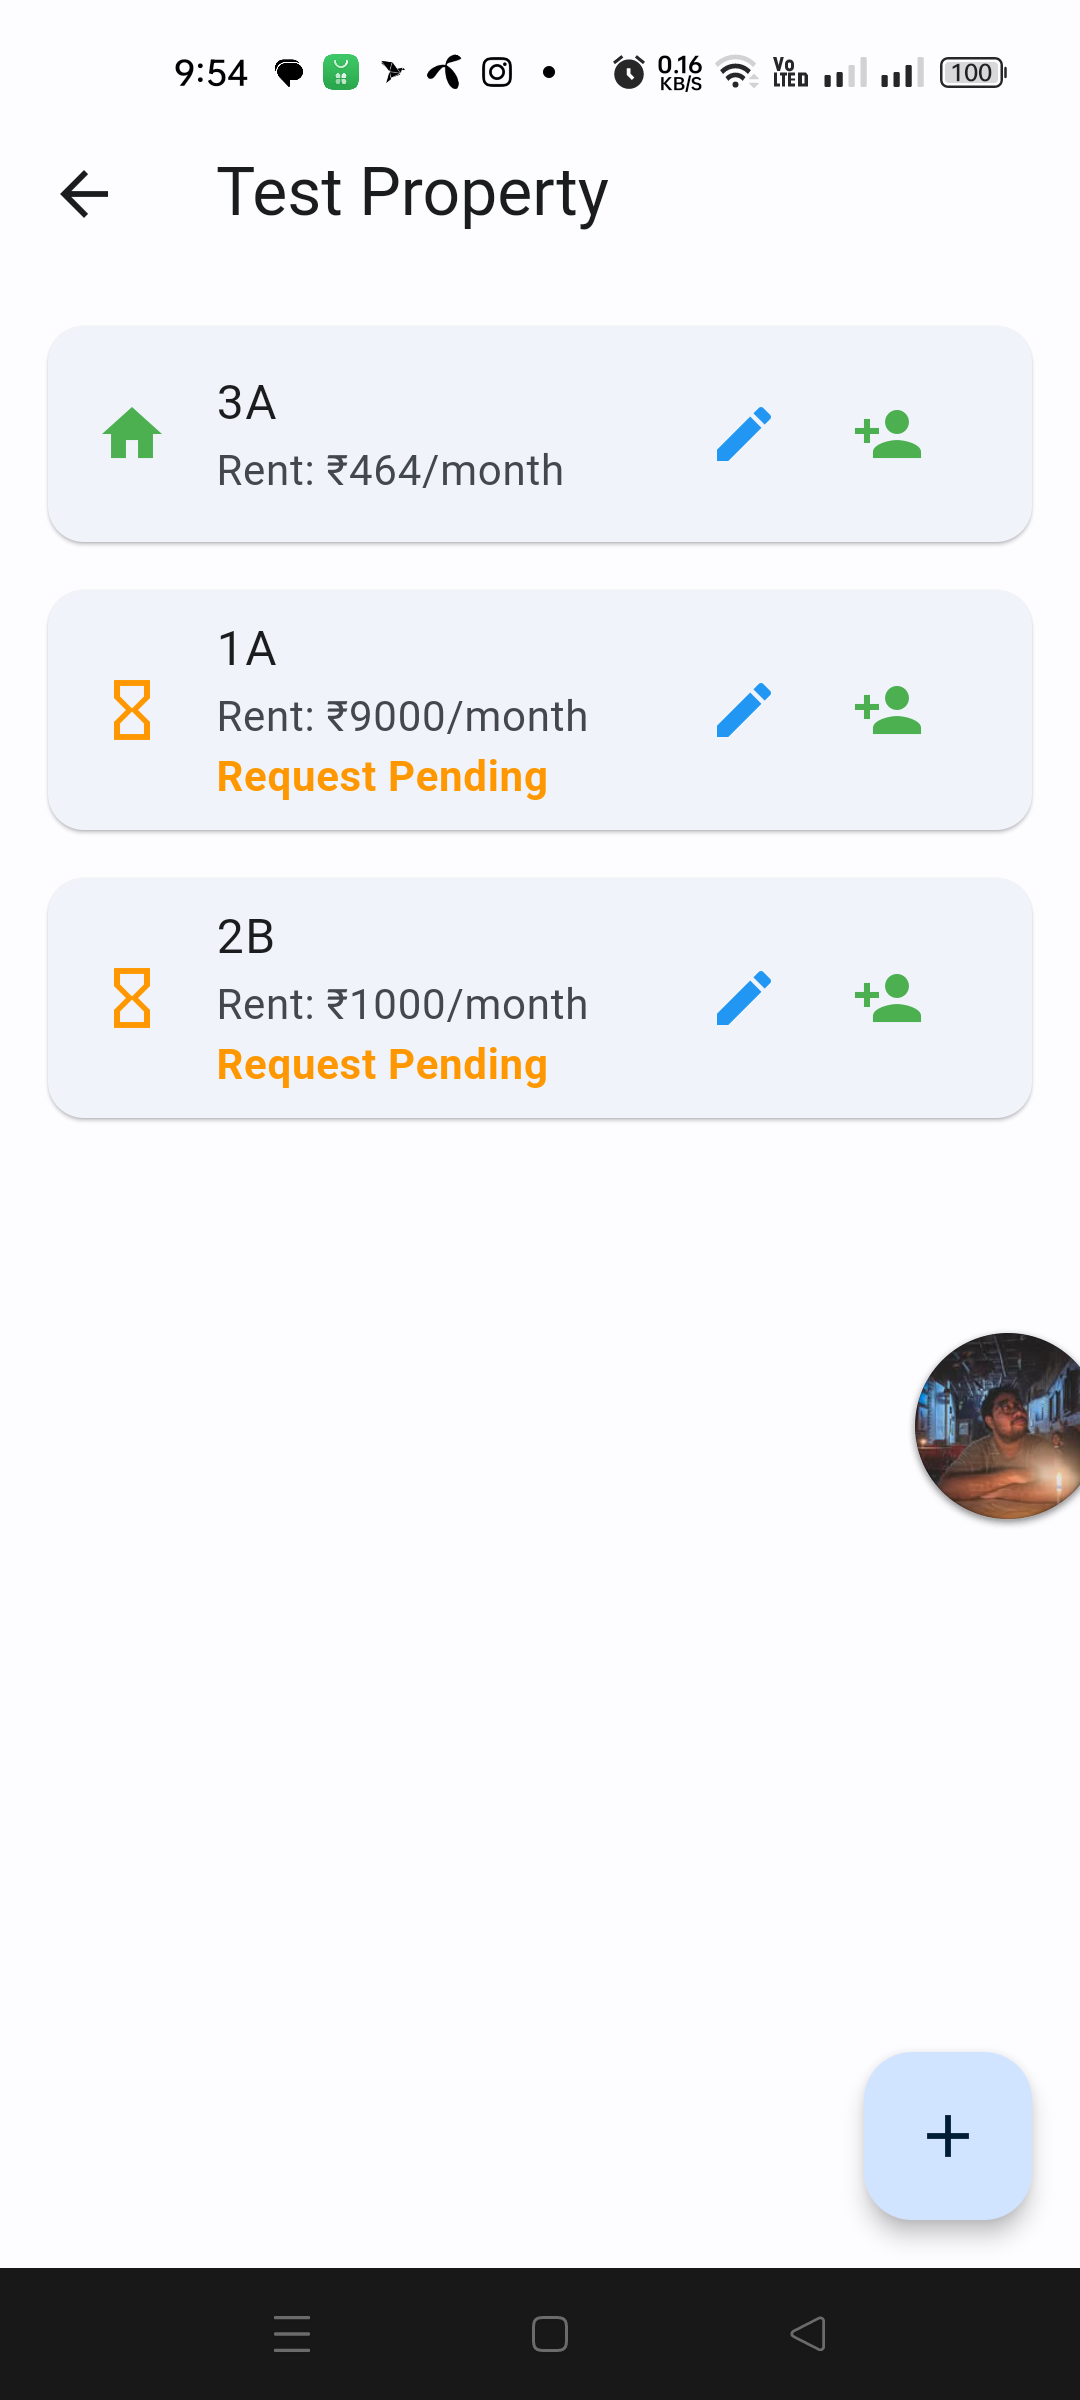 9:54
0.16
KB/S
Vo
LTE
100
Test Property
3A
Rent: ₹464/month
1A
Rent: ₹9000/month
Request Pending
2B
Rent: ₹1000/month
Request Pending